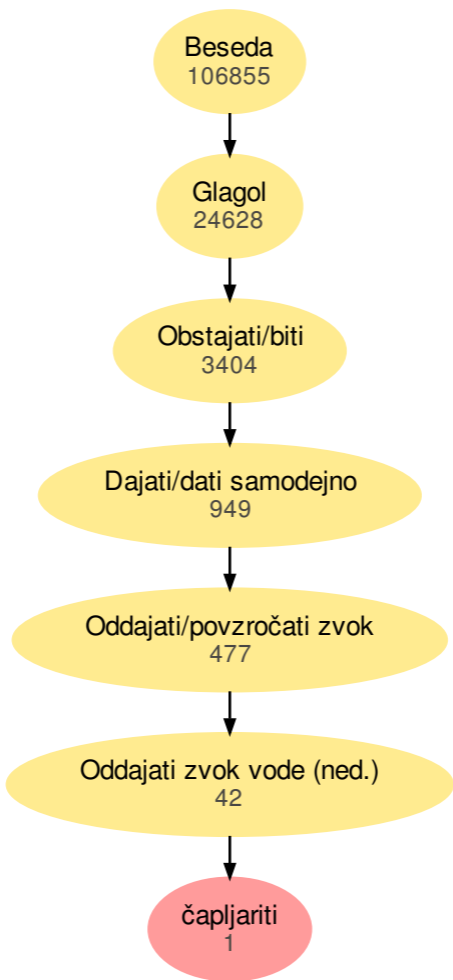 Beseda
106855
Glagol
24628
Obstajati/biti
3404
Dajati/dati samodejno
949
Oddajati/povzročati zvok
477
Oddajati zvok vode (ned.)
42
čapljariti
1